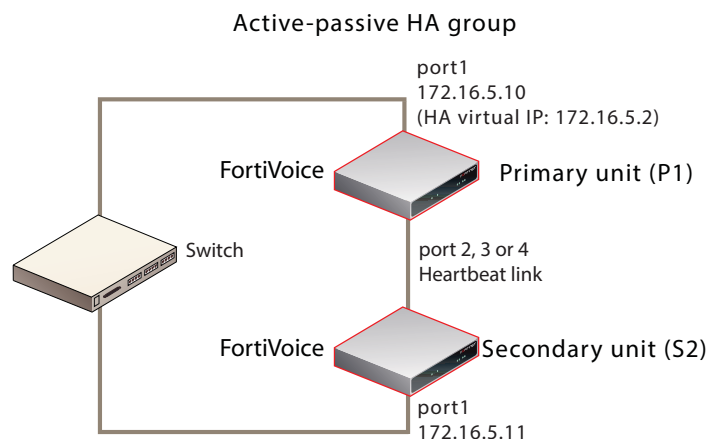 Active-passive HA group
port1
172.16.5.10
(HA virtual IP: 172.16.5.2)
FortiVoice
Primary unit (P1)
Switch
port 2, 3 or 4
Heartbeat link
FortiVoice
Secondary unit (S2)
port1
172.16.5.11